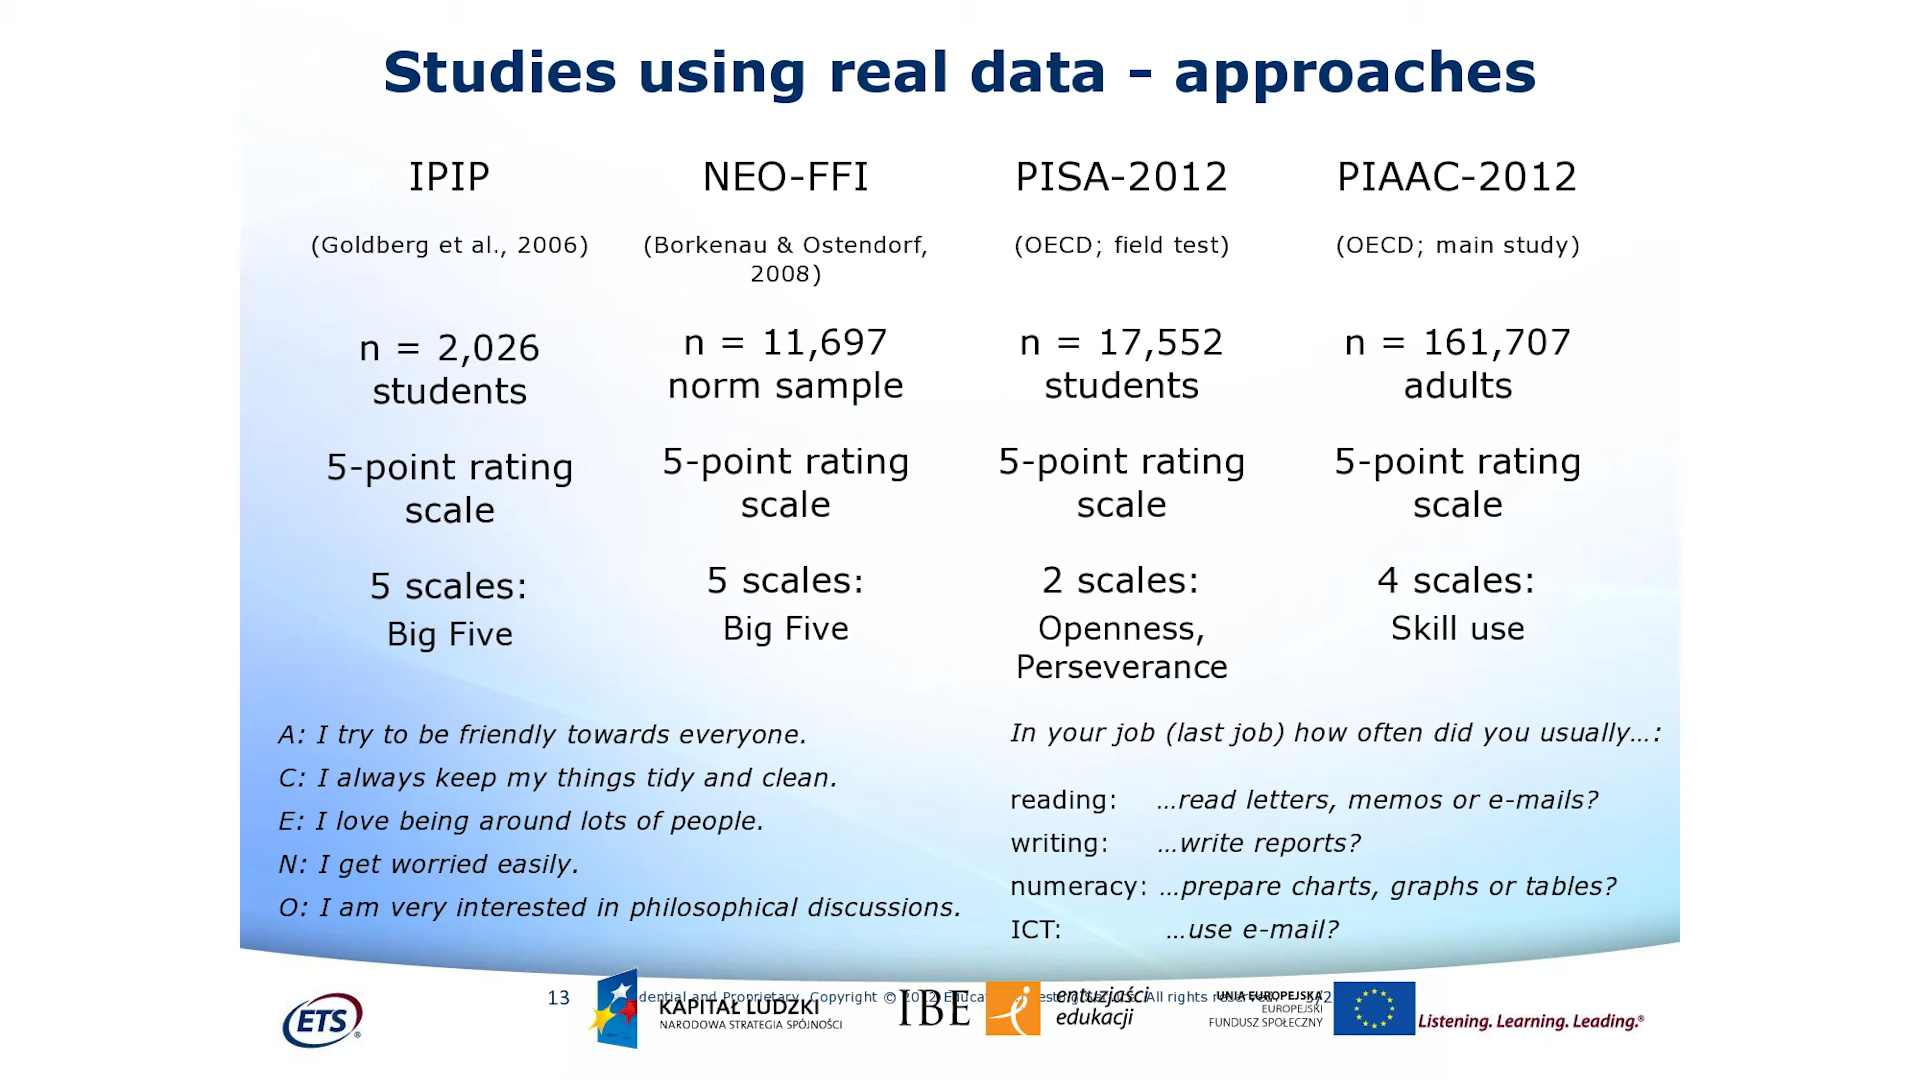 Studies using real data - approaches
IPIP
(Goldberg et al., 2006)
n = 2,026
students
5-point rating
scale
5 scales:
Big Five
NEO-FFI
(Borkenau & Ostendorf,
2008)
n = 11,697
norm sample
5-point rating
scale
5 scales:
Big Five
PISA-2012
(OECD; field test)
n = 17,552
students
5-point rating
scale
2 scales:
Openness,
Perseverance
PIAAC-2012
(OECD; main study)
n = 161,707
adults
5-point rating
scale
4 scales:
Skill use
A: I try to be friendly towards everyone.
C: I always keep my things tidy and clean.
E: I love being around lots of people.
N: I get worried easily.
O: I am very interested in philosophical discussions.
In your job (last job) how often did you usually…:
reading: …read letters, memos or e-mails?
writing: …write reports?
numeracy: …prepare charts, graphs or tables?
ICT: …use e-mail?
ETS®
13
and Proprietary. Copyright © 2012 All rights
KAPITAŁ LUDZKI
NARODOWA STRATEGIA SPÓJNOŚCI
IBE
entuzjaści
edukacji
UNIA EUROPEJSKA
EUROPEJSKI
FUNDUSZ SPOŁECZNY
Listening. Learning. Leading.®